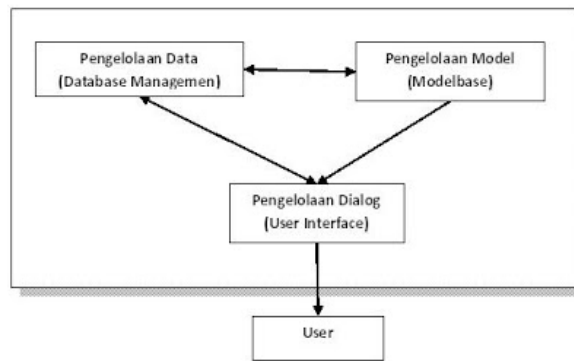 Pengelolaan Data
(Database Managemen)
Pengelolaan Model
(Modelbase)
Pengelolaan Dialog
(User Interface)
User